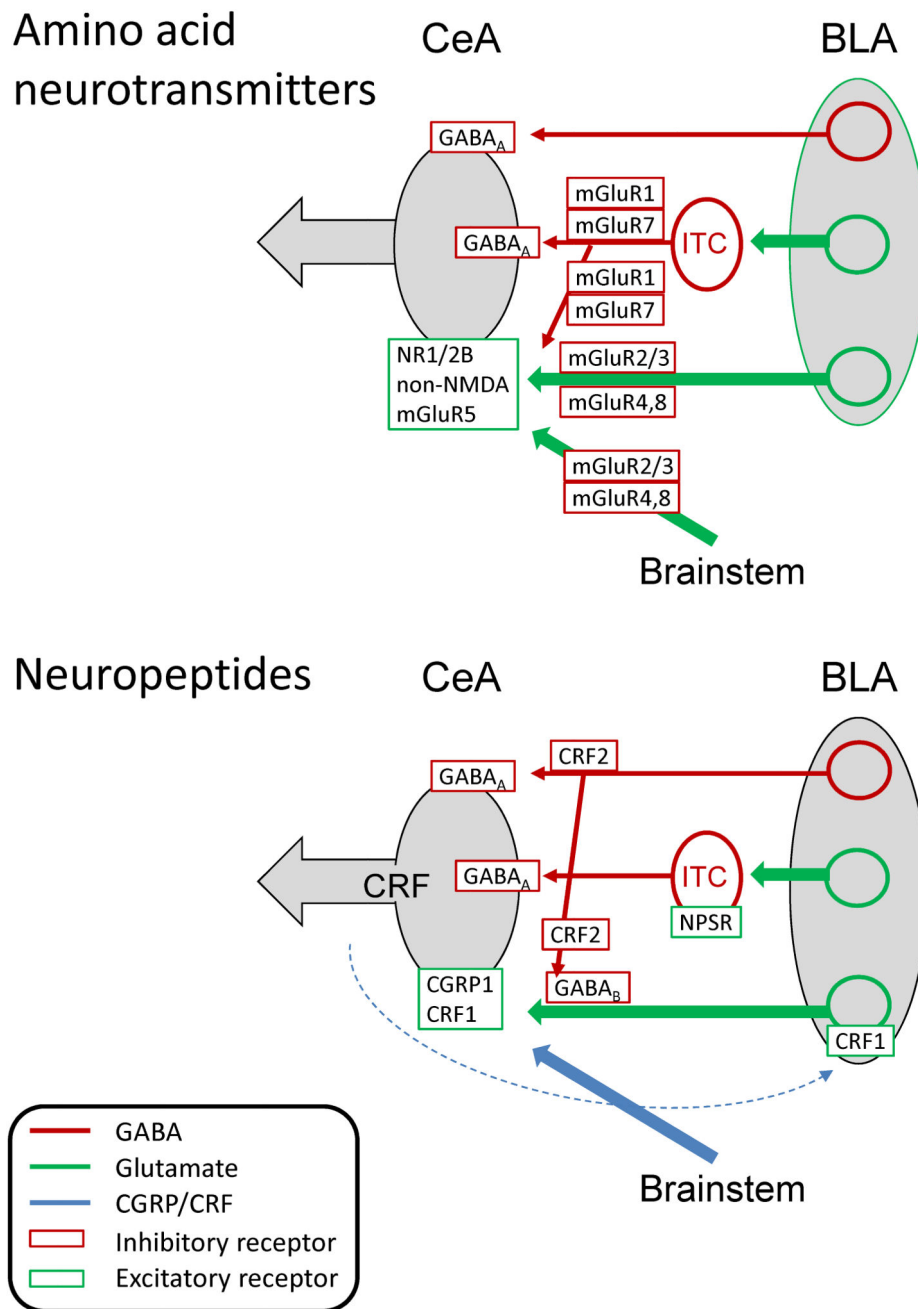 Amino acid
neurotransmitters
CeA
BLA
GABAA
mGluR1
mGluR7
GABAA
ITC
mGluR1
mGluR7
NR1/2B
non-NMDA
mGluR5
mGluR2/3
mGluR4,8
mGluR2/3
mGluR4,8
Brainstem
Neuropeptides
CeA
BLA
CRF2
GABAA
CRF
GABAA
ITC
NPSR
CRF2
CGRP1
CRF1
GABAB
CRF1
Brainstem
GABA
Glutamate
CGRP/CRF
Inhibitory receptor
Excitatory receptor